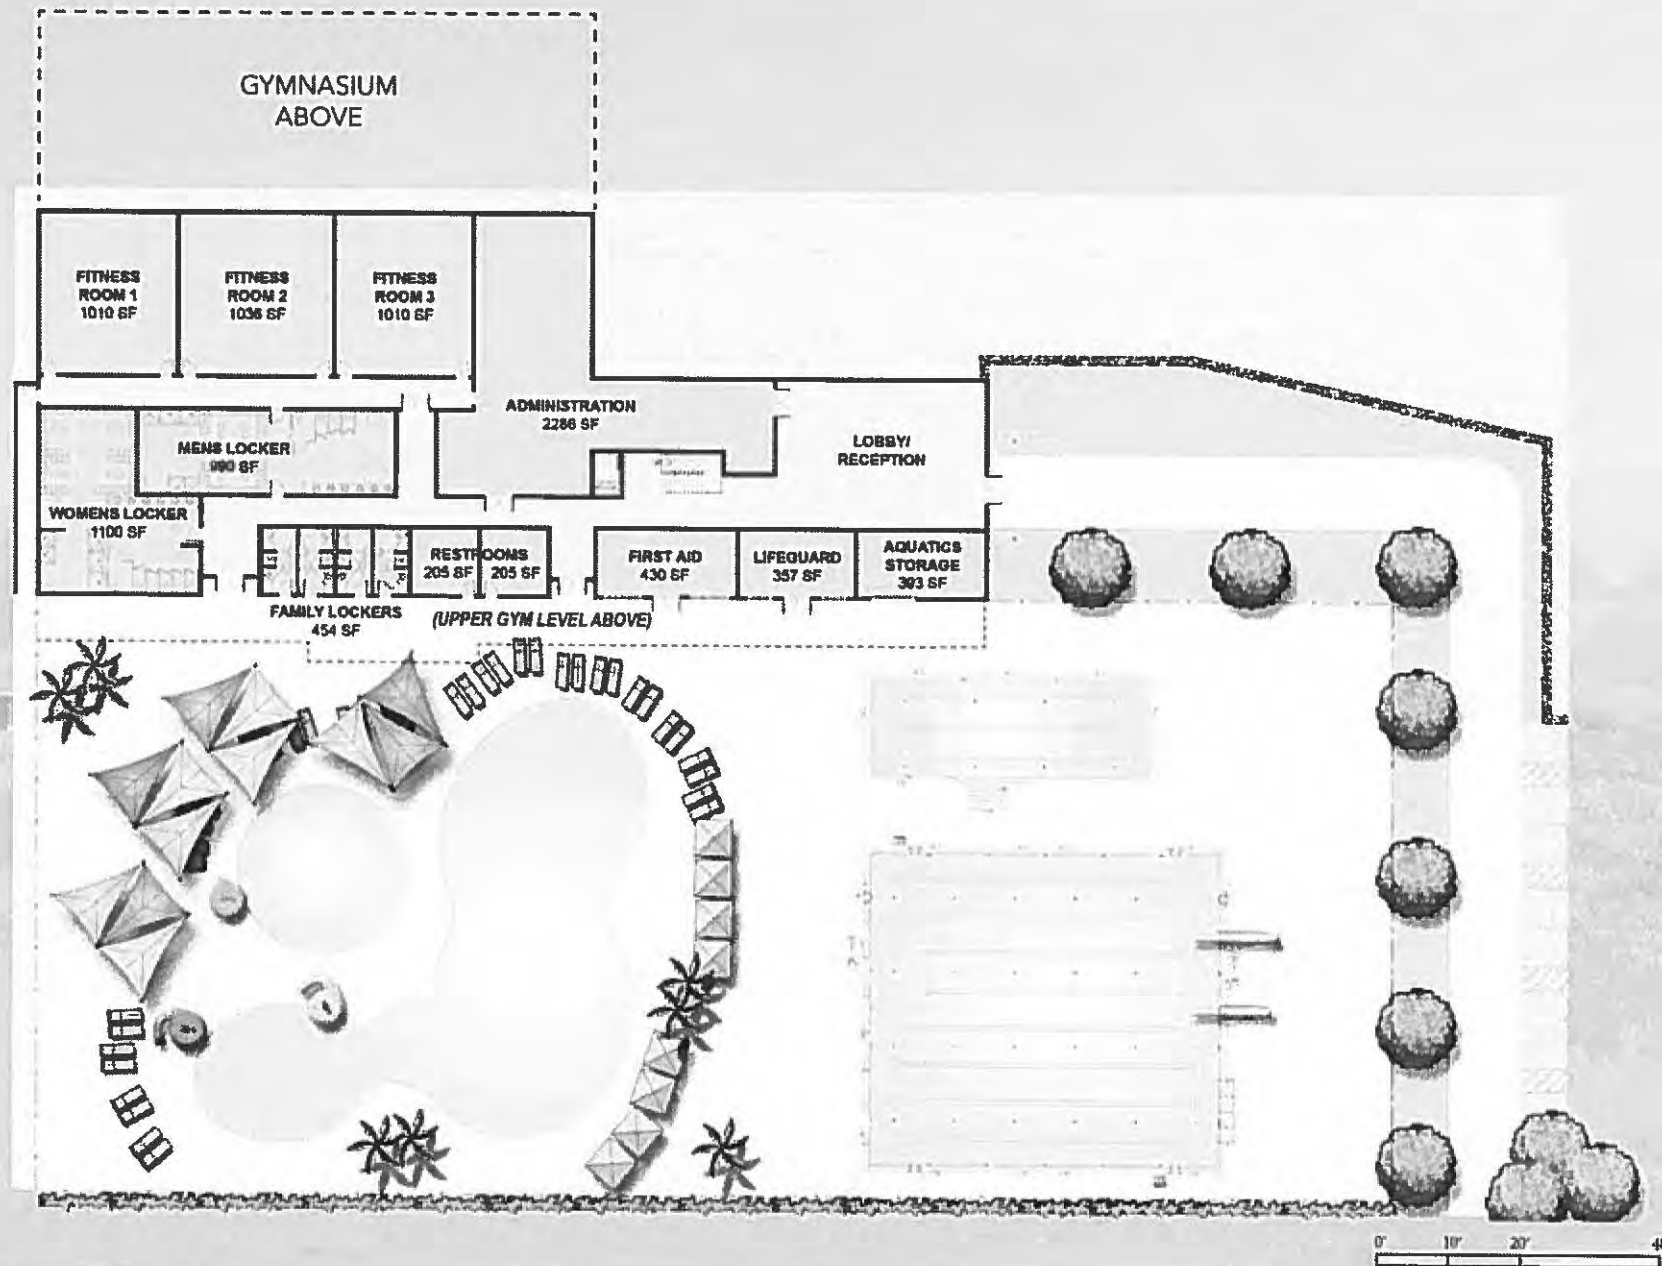 GYMNASIUM
ABOVE
FITNESS
ROOM 1
1010 SF
FITNESS
ROOM 2
1036 SF
FITNESS
ROOM 3
1010 SF
ADMINISTRATION
2286 SF
MENS LOCKER
990 SF
LOBBY/
RECEPTION
WOMENS LOCKER
1100 SF
RESTROOMS
205 SF 205 SF
FIRST AID
430 SF
LIFEGUARD
357 SF
AQUATICS
STORAGE
393 SF
FAMILY LOCKERS
454 SF
(UPPER GYM LEVEL ABOVE)
0' 10' 20'